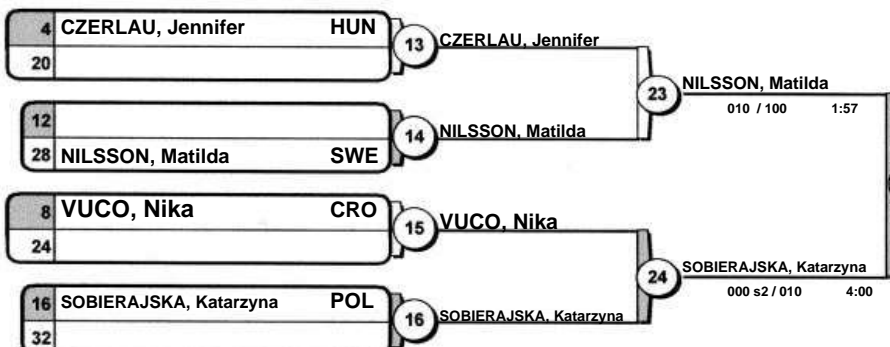 4 CZERLAU, Jennifer HUN
20
13
CZERLAU, Jennifer
23
NILSSON, Matilda
010 / 100 1:57
12
28 NILSSON, Matilda SWE
14
NILSSON, Matilda
8 VUCO, Nika CRO
24
15
VUCO, Nika
24
SOBIERAJSKA, Katarzyna
000 s2 / 010 4:00
16 SOBIERAJSKA, Katarzyna POL
32
16
SOBIERAJSKA, Katarzyna